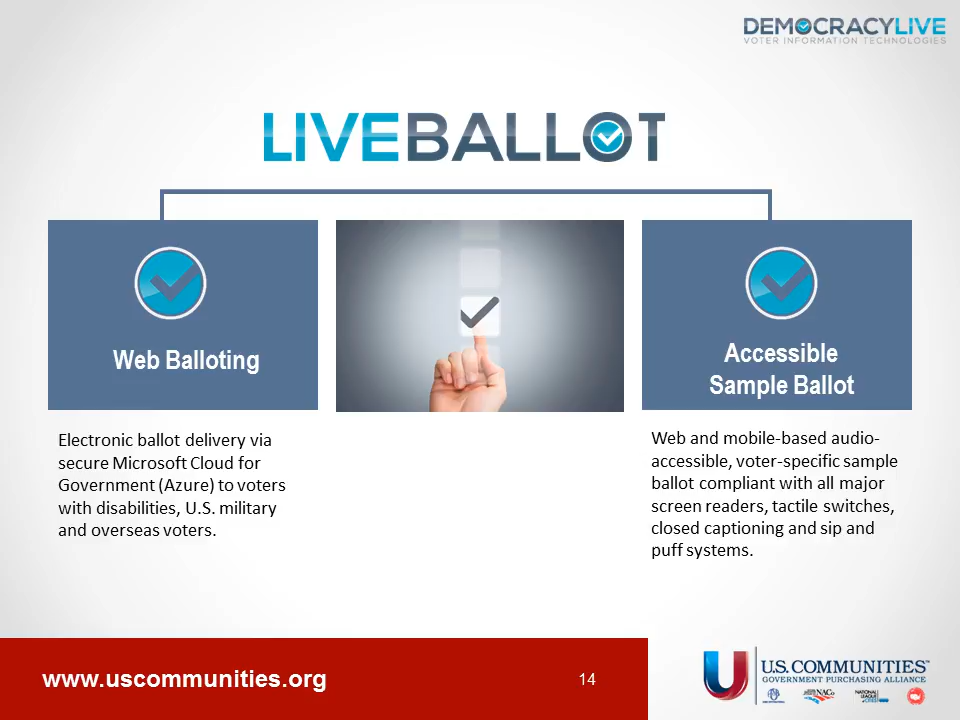 DEMOCRACYLIVE
VOTER INFORMATION TECHNOLOGIES
LIVEBALLOT
Web Balloting
Accessible
Sample Ballot
Electronic ballot delivery via
secure Microsoft Cloud for
Government (Azure) to voters
with disabilities, U.S. military
and overseas voters.
Web and mobile-based audio-
accessible, voter-specific sample
ballot compliant with all major
screen readers, tactile switches,
closed captioning and sip and
puff systems.
www.uscommunities.org
14
U.S. COMMUNITIES™
GOVERNMENT PURCHASING ALLIANCE
NACo